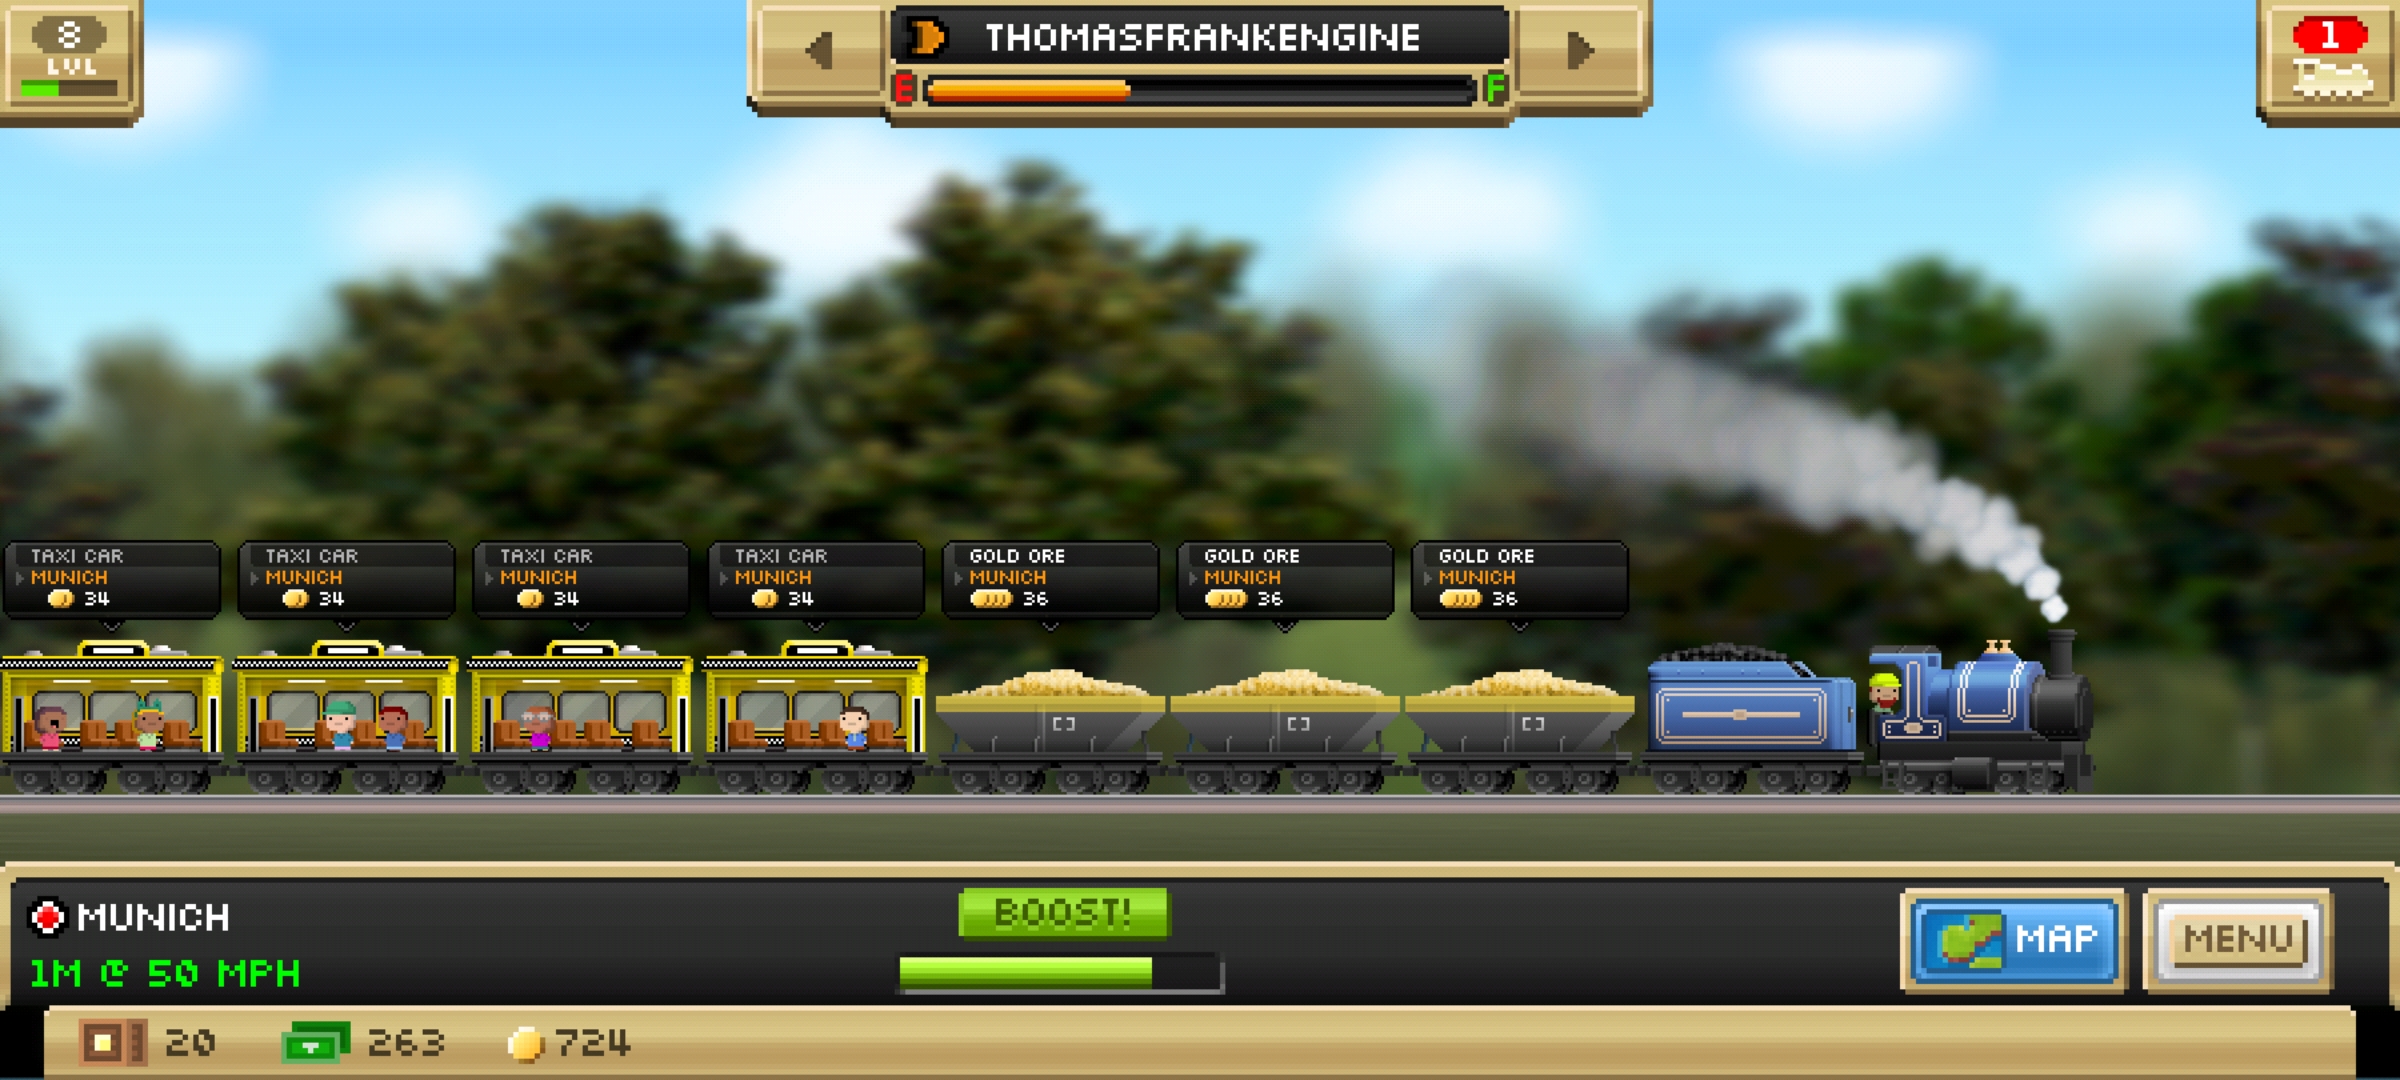 8
LVL
THOMASFRANKENGINE
E F
1
TAXI CAR
MUNICH
34
TAXI CAR
MUNICH
34
TAXI CAR
MUNICH
34
TAXI CAR
MUNICH
34
GOLD ORE
MUNICH
36
GOLD ORE
MUNICH
36
GOLD ORE
MUNICH
36
MUNICH
1M @ 50 MPH
BOOST!
MAP
MENU
20 263 724